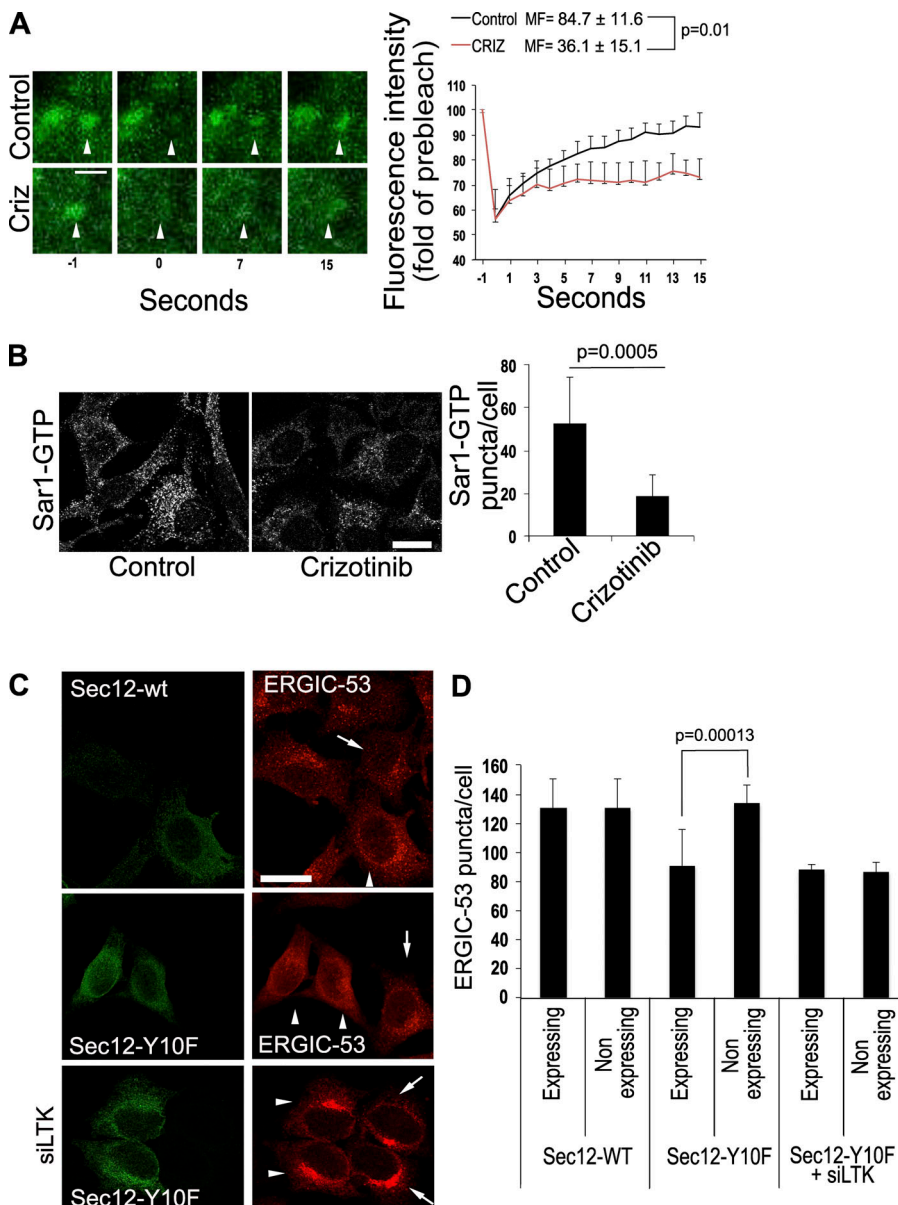 A
Control
Criz
-1 0 7 15
Seconds
Control MF= 84.7 ± 11.6
CRIZ MF= 36.1 ± 15.1
p=0.01
Fluorescence intensity
(fold of prebleach)
110
100
90
80
70
60
50
40
-1 1 3 5 7 9 11 13 15
Seconds
B
Sar1-GTP
Control
Crizotinib
Sar1-GTP
puncta/cell
p=0.0005
80
60
40
20
0
Control
Crizotinib
C
Sec12-wt
ERGIC-53
Sec12-Y10F
ERGIC-53
siLTK
Sec12-Y10F
D
p=0.00013
ERGIC-53 puncta/cell
160
140
120
100
80
60
40
20
0
Expressing
Non
expressing
Expressing
Non
expressing
Expressing
Non
expressing
Sec12-WT
Sec12-Y10F
Sec12-Y10F
+ siLTK